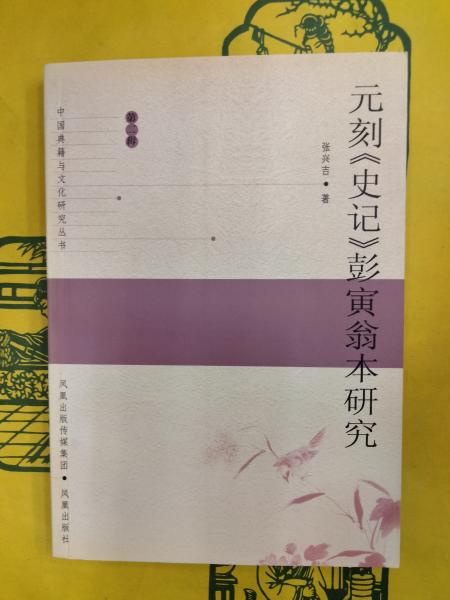 元刻《史记》彭寅翁本研究
张兴吉·著
第二辑
中国典籍与文化研究丛书
凤凰出版传媒集团·凤凰出版社